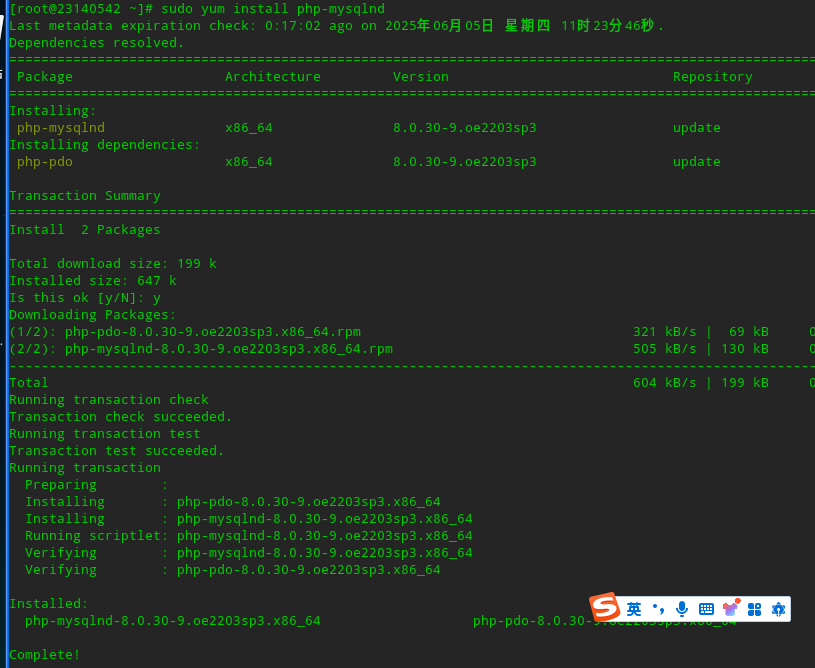 [root@23140542 ~]# sudo yum install php-mysqlnd
Last metadata expiration check: 0:17:02 ago on 2025年06月05日 星期四 11时23分46秒.
Dependencies resolved.
================================================================================
Package Architecture Version Repository
================================================================================
Installing:
php-mysqlnd x86_64 8.0.30-9.oe2203sp3 update
Installing dependencies:
php-pdo x86_64 8.0.30-9.oe2203sp3 update
Transaction Summary
================================================================================
Install 2 Packages
Total download size: 199 k
Installed size: 647 k
Is this ok [y/N]: y
Downloading Packages:
(1/2): php-pdo-8.0.30-9.oe2203sp3.x86_64.rpm 321 kB/s | 69 kB 0
(2/2): php-mysqlnd-8.0.30-9.oe2203sp3.x86_64.rpm 505 kB/s | 130 kB 0
--------------------------------------------------------------------------------
Total 604 kB/s | 199 kB 0
Running transaction check
Transaction check succeeded.
Running transaction test
Transaction test succeeded.
Running transaction
Preparing :
Installing : php-pdo-8.0.30-9.oe2203sp3.x86_64
Installing : php-mysqlnd-8.0.30-9.oe2203sp3.x86_64
Running scriptlet: php-mysqlnd-8.0.30-9.oe2203sp3.x86_64
Verifying : php-mysqlnd-8.0.30-9.oe2203sp3.x86_64
Verifying : php-pdo-8.0.30-9.oe2203sp3.x86_64
Installed:
英
php-mysqlnd-8.0.30-9.oe2203sp3.x86_64 php-pdo-8.0.30-9.oe2203sp3.x86_64
Complete!